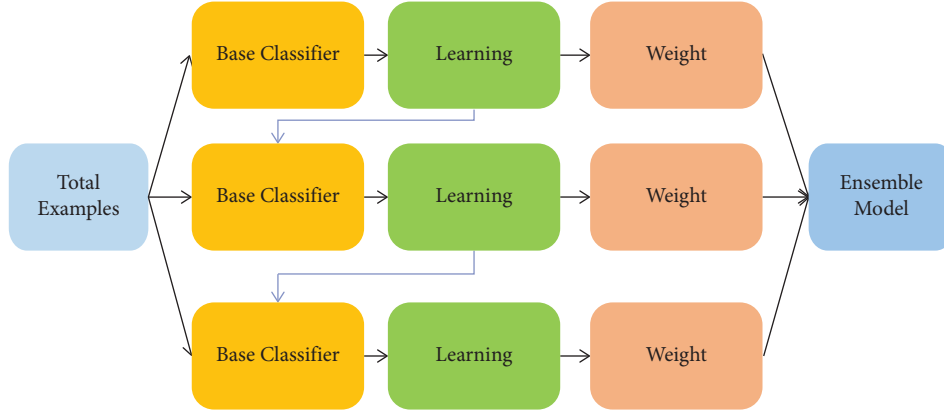 Base Classifier
Learning
Weight
Total
Examples
Base Classifier
Learning
Weight
Ensemble
Model
Base Classifier
Learning
Weight